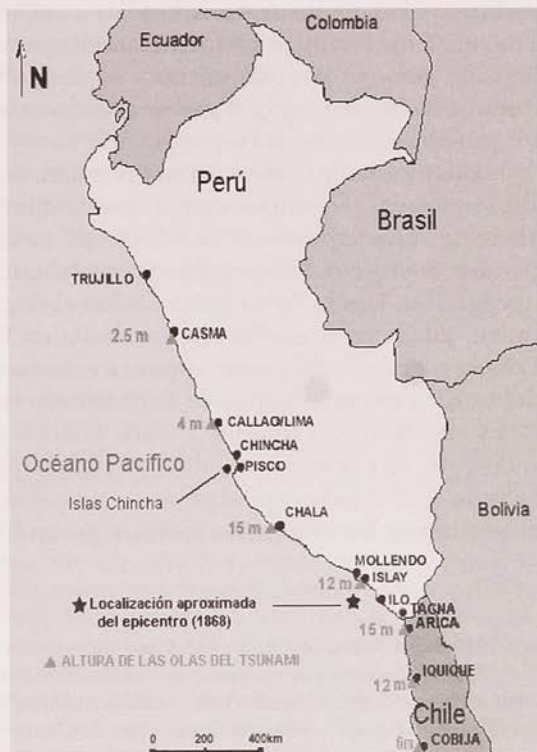 Colombia
Ecuador
N
Perú
Brasil
TRUJILLO
2.5 m
CASMA
4 m
CALLAO/LIMA
CHINCHA
Océano Pacífico
PISCO
Islas Chincha
Bolivia
15 m
CHALA
MOLLENDO
12 m
ISLAY
Localización aproximada
del epicentro (1868)
ILO
TACNA
ARICA
15 m
ALTURA DE LAS OLAS DEL TSUNAMI
IQUIQUE
12 m
Chile
COBIJA
0 200 400km